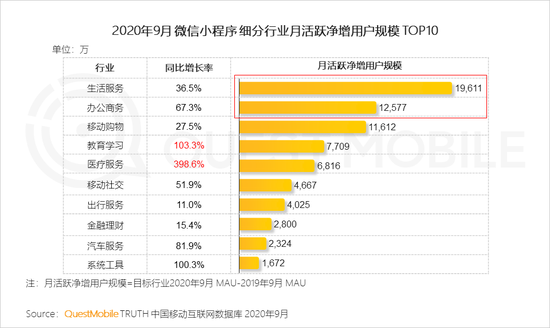 2020年9月 微信小程序 细分行业月活跃净增用户规模 TOP10
单位：万
行业 同比增长率 月活跃净增用户规模
生活服务 36.5% 19,611
办公商务 67.3% 12,577
移动购物 27.5% 11,612
教育学习 103.3% 7,709
医疗服务 398.6% 6,816
移动社交 51.9% 4,667
出行服务 11.0% 4,025
金融理财 15.4% 2,800
汽车服务 81.9% 2,324
系统工具 100.3% 1,672
QUESTMOBILE
注：月活跃净增用户规模=目标行业2020年9月 MAU-2019年9月 MAU
Source：QuestMobile TRUTH 中国移动互联网数据库 2020年9月